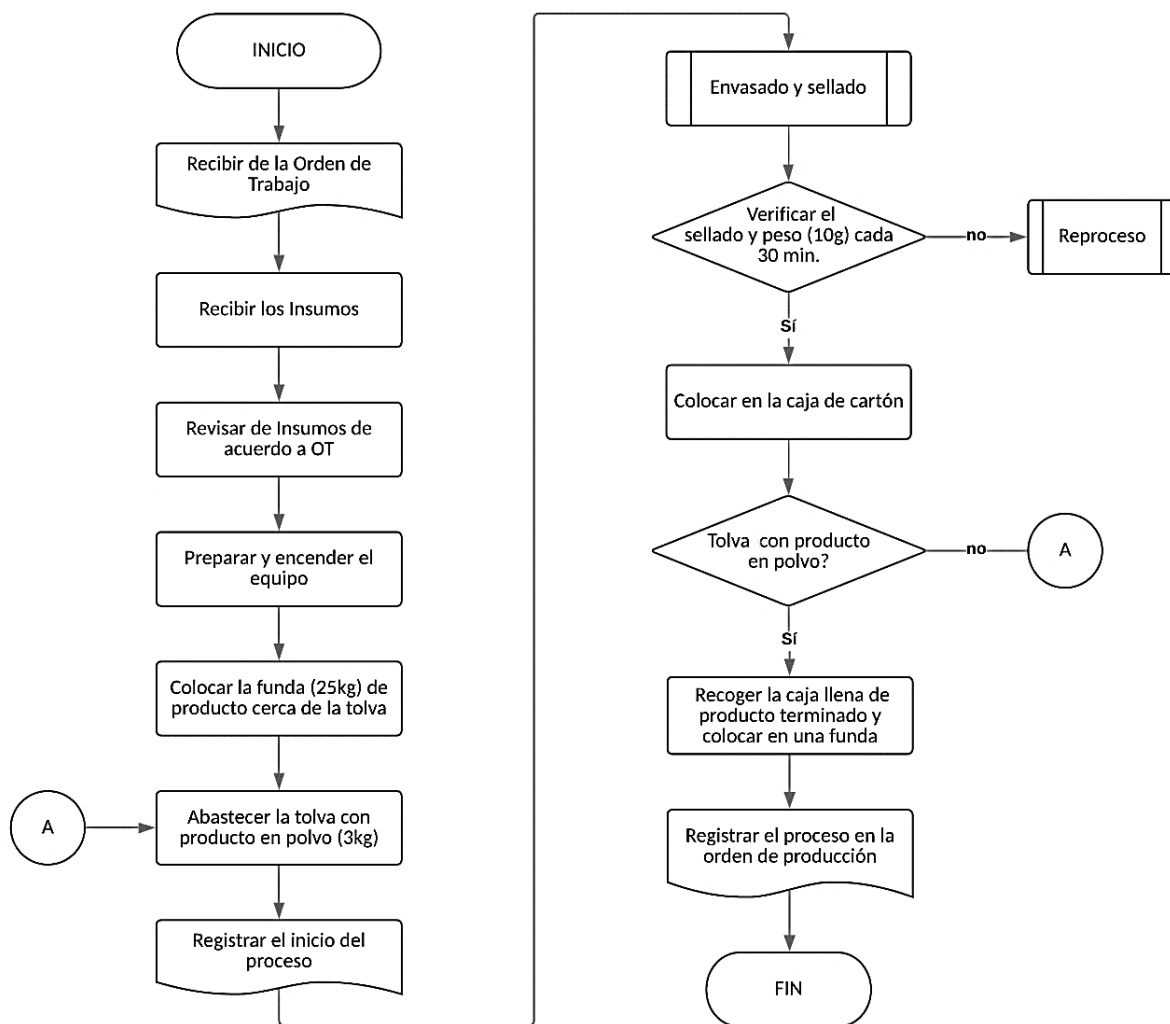 INICIO
Recibir de la Orden de
Trabajo
Recibir los Insumos
Revisar de Insumos de
acuerdo a OT
Preparar y encender el
equipo
Colocar la funda (25kg) de
producto cerca de la tolva
A
Abastecer la tolva con
producto en polvo (3kg)
Registrar el inicio del
proceso
Envasado y sellado
Verificar el
sellado y peso (10g) cada
30 min.
no
Reproceso
Sí
Colocar en la caja de cartón
Tolva con producto
en polvo?
no
A
Sí
Recoger la caja llena de
producto terminado y
colocar en una funda
Registrar el proceso en la
orden de producción
FIN